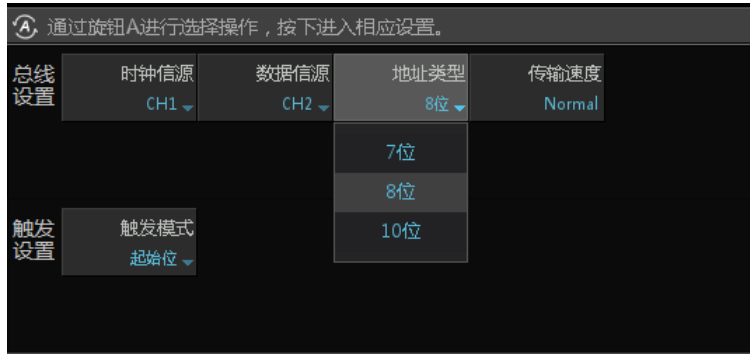 A 通过旋钮A进行选择操作，按下进入相应设置。
总线设置
时钟信源 数据信源 地址类型 传输速度
CH1 CH2 8位 Normal
7位
8位
10位
触发设置
触发模式
起始位